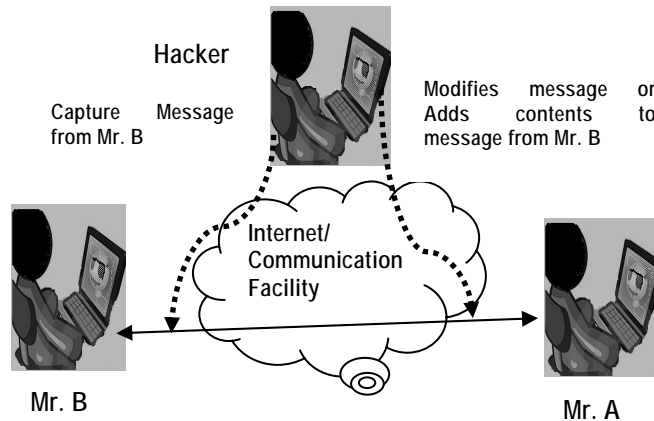 Hacker
Capture Message
from Mr. B
Modifies message or
Adds contents to
message from Mr. B
Internet/
Communication
Facility
Mr. B
Mr. A